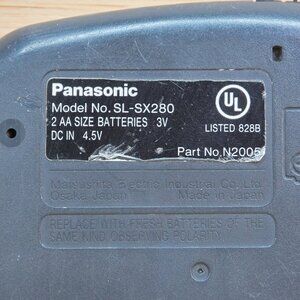 Panasonic
Model No. SL-SX280
2 AA SIZE BATTERIES 3V
DC IN 4.5V
UL
LISTED 828B
Part No.N2005
Matsushita Electric Industrial Co., Ltd.
Osaka Japan Made in Japan
REPLACE WITH FRESH BATTERIES OF THE
SAME KIND OBSERVING POLARITY.